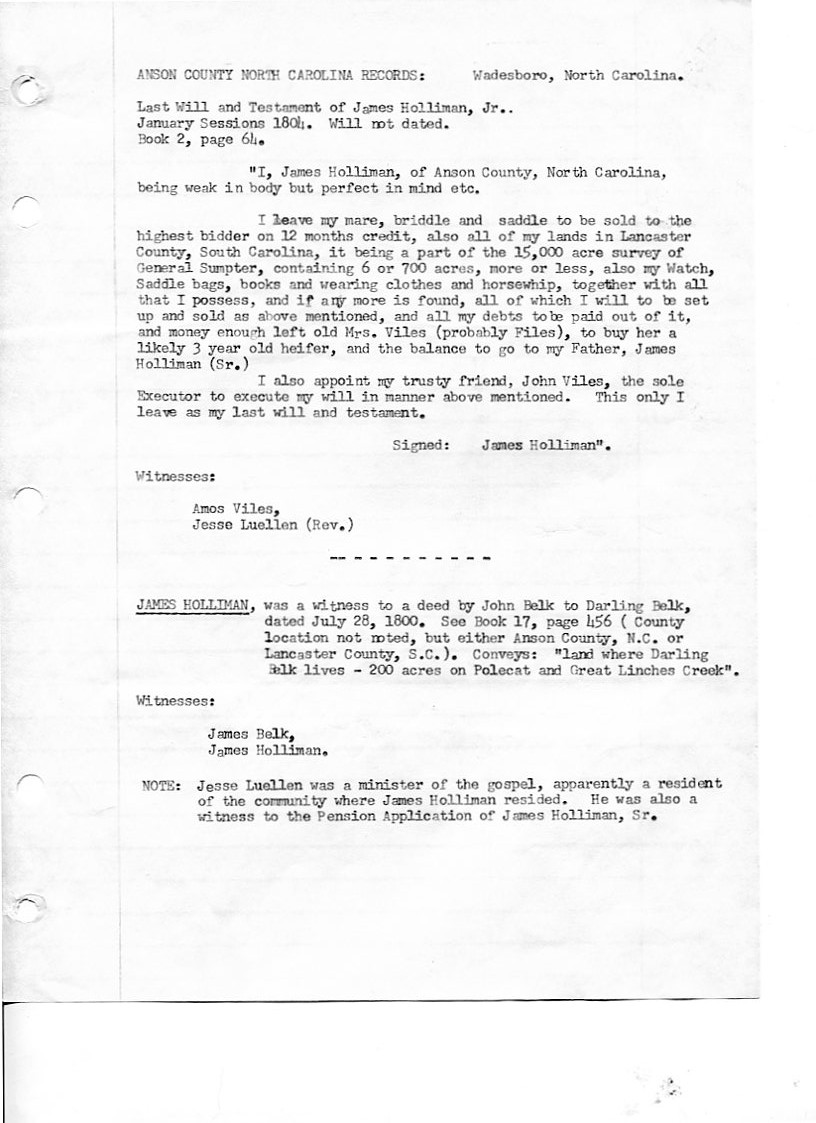 ANSON COUNTY NORTH CAROLINA RECORDS: Wadesboro, North Carolina.
Last Will and Testament of James Holliman, Jr..
January Sessions 1804. Will not dated.
Book 2, page 64.
"I, James Holliman, of Anson County, North Carolina,
being weak in body but perfect in mind etc.
I leave my mare, briddle and saddle to be sold to the
highest bidder on 12 months credit, also all of my lands in Lancaster
County, South Carolina, it being a part of the 15,000 acre survey of
General Sumpter, containing 6 or 700 acres, more or less, also my Watch,
Saddle bags, books and wearing clothes and horsewhip, together with all
that I possess, and if any more is found, all of which I will to be set
up and sold as above mentioned, and all my debts tobe paid out of it,
and money enough left old Mrs. Viles (probably Files), to buy her a
likely 3 year old heifer, and the balance to go to my Father, James
Holliman (Sr.)
I also appoint my trusty friend, John Viles, the sole
Executor to execute my will in manner above mentioned. This only I
leave as my last will and testament.
Signed: James Holliman".
Witnesses:
Amos Viles,
Jesse Luellen (Rev.)
-- - - - - - - - - - -
JAMES HOLLIMAN, was a witness to a deed by John Belk to Darling Belk,
dated July 28, 1800. See Book 17, page 456 ( County
location not noted, but either Anson County, N.C. or
Lancaster County, S.C.). Conveys: "land where Darling
Belk lives - 200 acres on Polecat and Great Linches Creek".
Witnesses:
James Belk,
James Holliman.
NOTE: Jesse Luellen was a minister of the gospel, apparently a resident
of the community where James Holliman resided. He was also a
witness to the Pension Application of James Holliman, Sr.